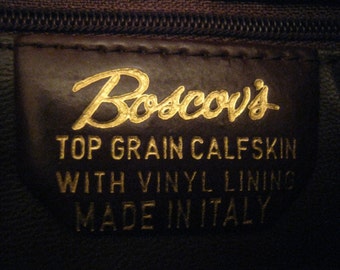 Boscov's
TOP GRAIN CALFSKIN
WITH VINYL LINING
MADE IN ITALY